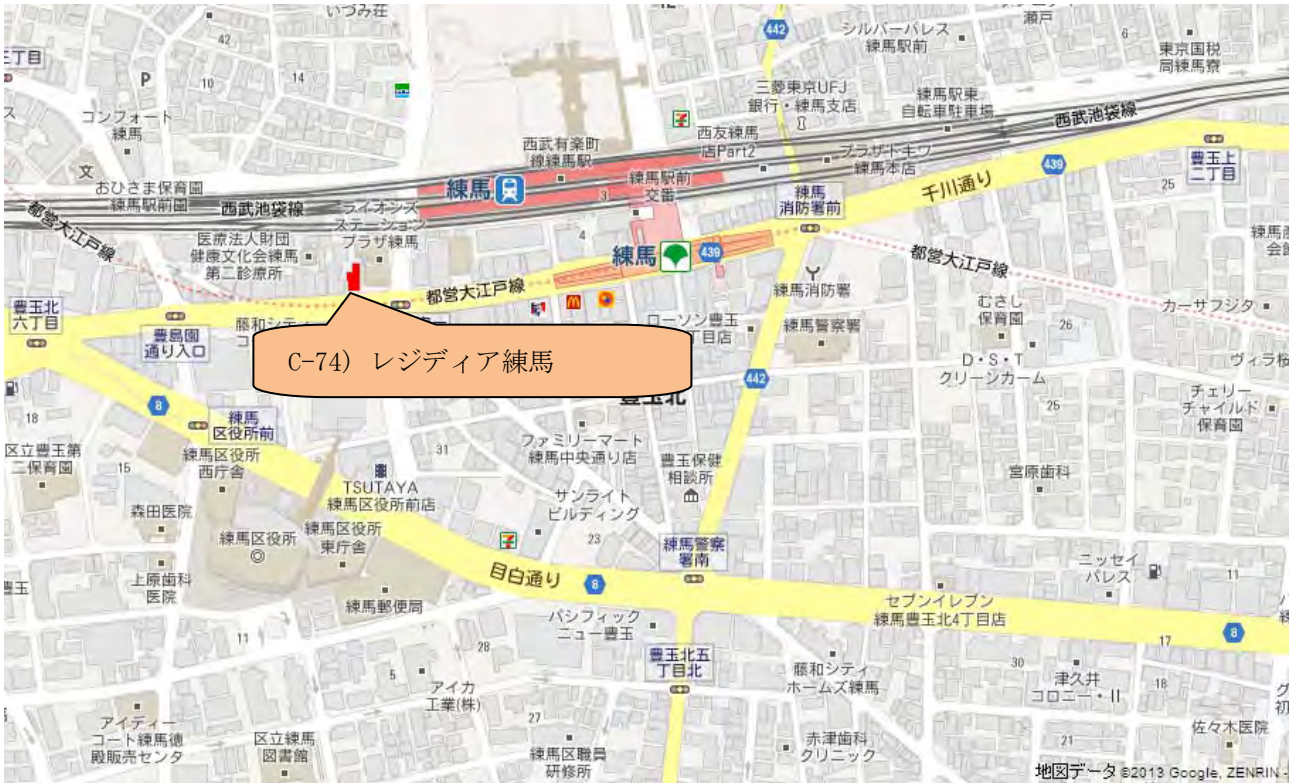 いづみ荘
42
三丁目
P
10
14
コンフォート
練馬
文
おひさま保育園
練馬駅前園
西武池袋線
都営大江戸線
医療法人財団
健康文化会練馬
第二診療所
ライオンズ
ステーション
プラザ練馬
西武有楽町
線練馬駅
練馬
3
4
練馬駅前
交番
442
シルバーパレス
練馬駅前
瀬戸
6
東京国税
局練馬寮
三菱東京UFJ
銀行・練馬支店
練馬駅東
自転車駐車場
西友練馬
店Part2
プラザトキワ
練馬本店
西武池袋線
439
豊玉上
二丁目
25
千川通り
練馬
消防署前
練馬
439
都営大江戸線
都営大江戸線
練馬消防署
カーサフジタ
豊玉北
六丁目
豊島園
通り入口
藤和シティ
C-74) レジディア練馬
ローソン豊玉
丁目店
練馬警察署
むさし
保育園
26
D・S・T
クリーンカーム
ヴィラ桜
442
豊玉北
25
チェリー
チャイルド
保育園
18
8
練馬
区役所前
区立豊玉第
二保育園
15
練馬区役所
西庁舎
31
ファミリーマート
練馬中央通り店
豊玉保健
相談所
宮原歯科
TSUTAYA
練馬区役所前店
サンライト
ビルディング
森田医院
練馬区役所
練馬区役所
東庁舎
23
練馬警察
署南
ニッセイ
パレス
11
上原歯科
医院
目白通り
8
練馬郵便局
セブンイレブン
練馬豊玉北4丁目店
パシフィック
ニュー豊玉
11
17
8
28
豊玉北五
丁目北
アイカ
工業(株)
藤和シティ
ホームズ練馬
30
津久井
コロニー・II
18
アイディー
コート練馬徳
殿販売センタ
区立練馬
図書館
27
練馬区職員
研修所
赤津歯科
クリニック
21
佐々木医院
地図データ ©2013 Google, ZENRIN -